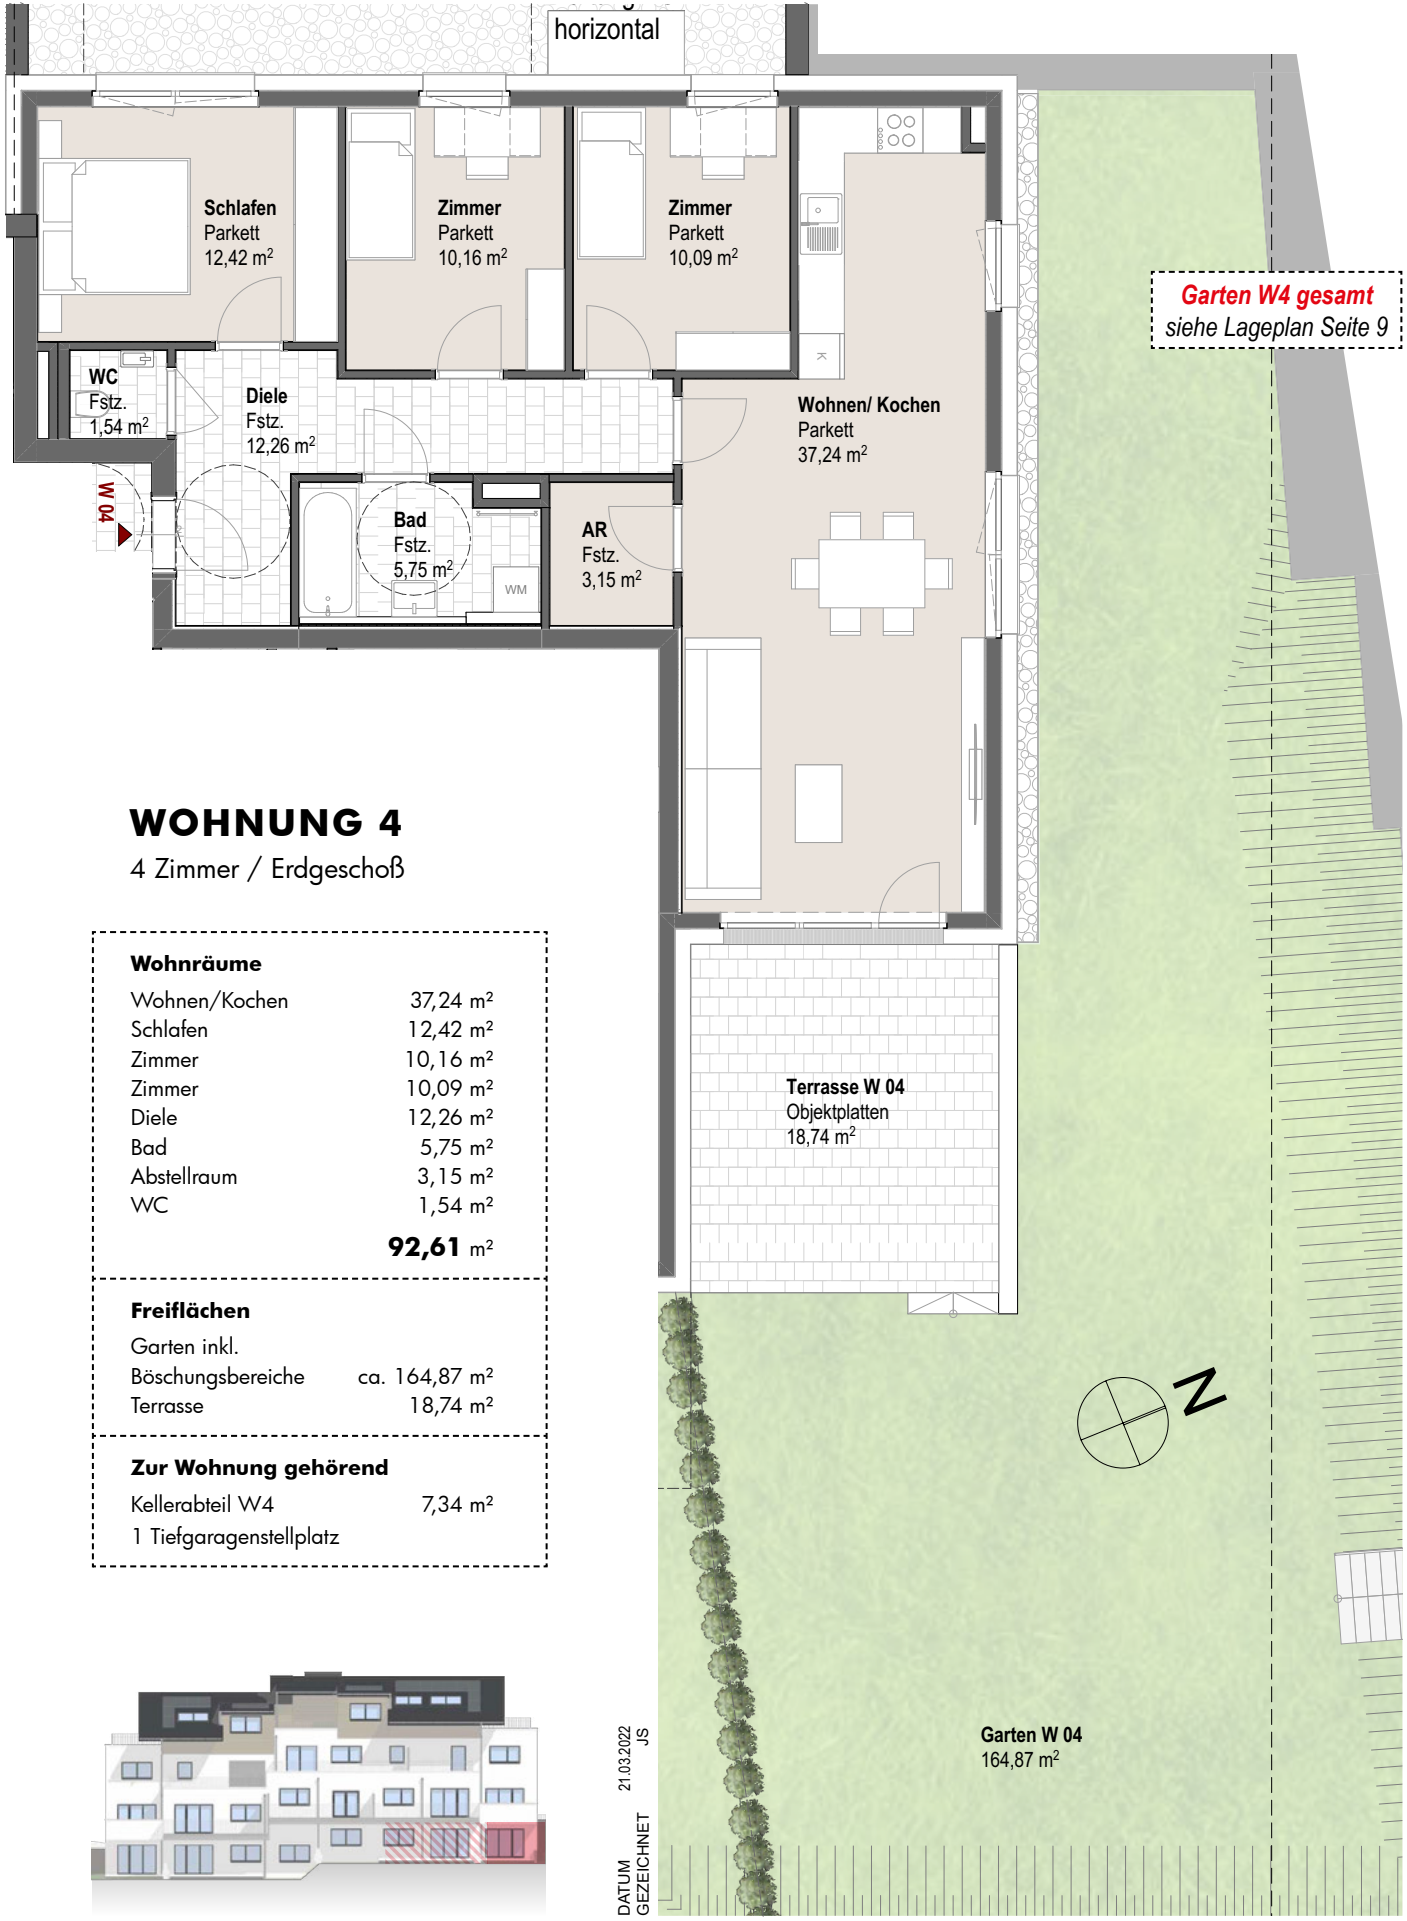 horizontal
Schlafen
Parkett
12,42 m²
Zimmer
Parkett
10,16 m²
Zimmer
Parkett
10,09 m²
Garten W4 gesamt
siehe Lageplan Seite 9
K
WC
Fstz.
1,54 m²
Diele
Fstz.
12,26 m²
Wohnen/ Kochen
Parkett
37,24 m²
W 04
Bad
Fstz.
5,75 m²
WM
AR
Fstz.
3,15 m²
WOHNUNG 4
4 Zimmer / Erdgeschoß
Wohnräume
Wohnen/Kochen 37,24 m²
Schlafen 12,42 m²
Zimmer 10,16 m²
Zimmer 10,09 m²
Diele 12,26 m²
Bad 5,75 m²
Abstellraum 3,15 m²
WC 1,54 m²
92,61 m²
Freiflächen
Garten inkl.
Böschungsbereiche ca. 164,87 m²
Terrasse 18,74 m²
Zur Wohnung gehörend
Kellerabteil W4 7,34 m²
1 Tiefgaragenstellplatz
Terrasse W 04
Objektplatten
18,74 m²
N
Garten W 04
164,87 m²
DATUM 21.03.2022
GEZEICHNET JS